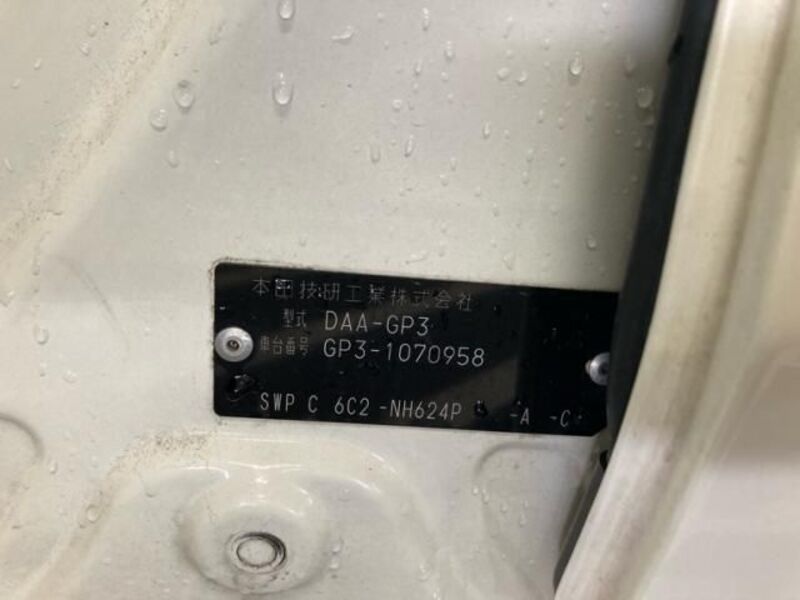 本田技研工業株式会社
型式 DAA-GP3
車台番号 GP3-1070958
SWP C 6C2 -NH624P -A -C